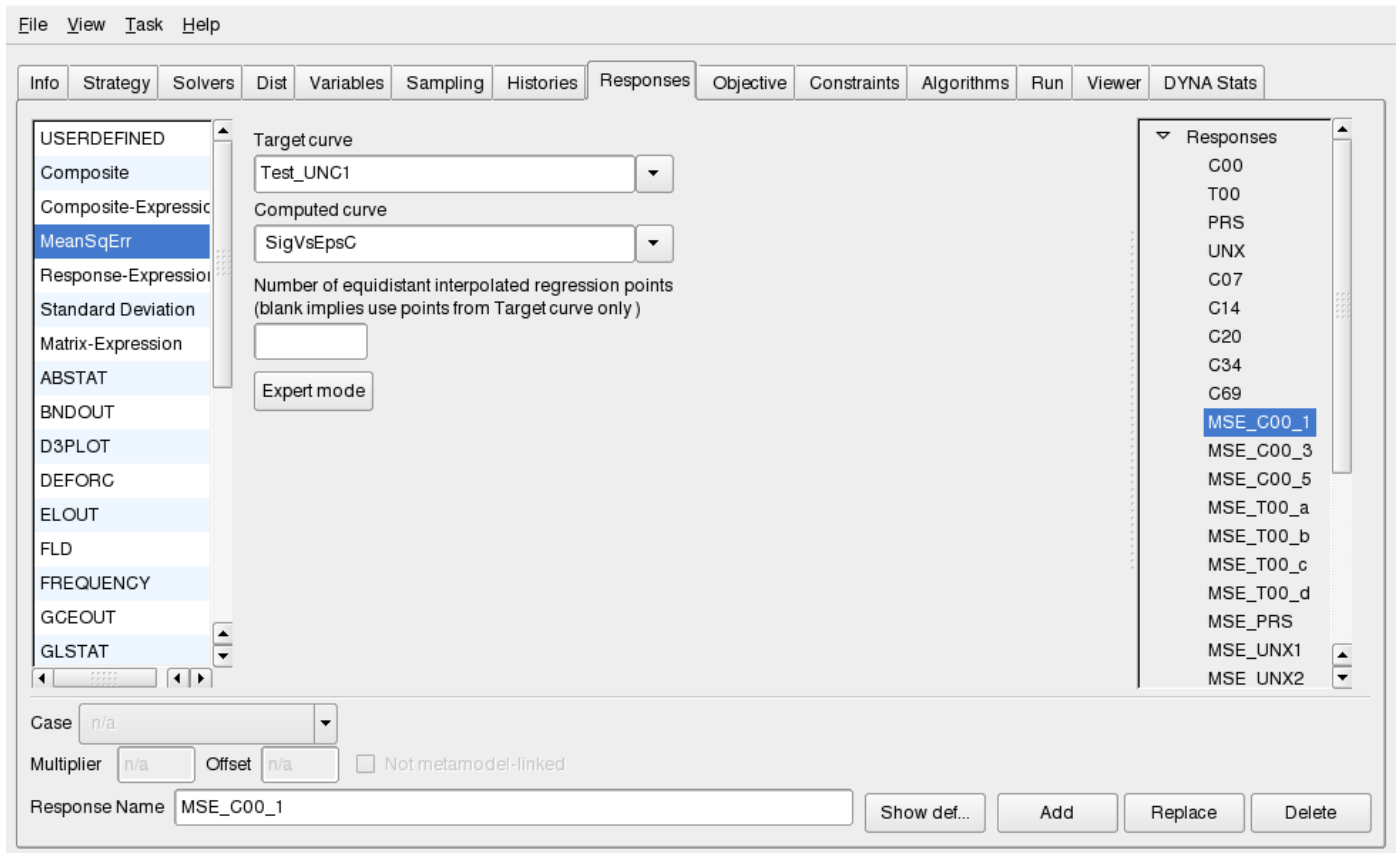 File View Task Help
Info Strategy Solvers Dist Variables Sampling Histories Responses Objective Constraints Algorithms Run Viewer DYNA Stats
USERDEFINED
Composite
Composite-Expressic
MeanSqErr
Response-Expression
Standard Deviation
Matrix-Expression
ABSTAT
BNDOUT
D3PLOT
DEFORC
ELOUT
FLD
FREQUENCY
GCEOUT
GLSTAT
Target curve
Test_UNC1
Computed curve
SigVsEpsC
Number of equidistant interpolated regression points
(blank implies use points from Target curve only )
Expert mode
Responses
C00
T00
PRS
UNX
C07
C14
C20
C34
C69
MSE_C00_1
MSE_C00_3
MSE_C00_5
MSE_T00_a
MSE_T00_b
MSE_T00_c
MSE_T00_d
MSE_PRS
MSE_UNX1
MSE_UNX2
Case n/a
Multiplier n/a Offset n/a Not metamodel-linked
Response Name MSE_C00_1 Show def... Add Replace Delete